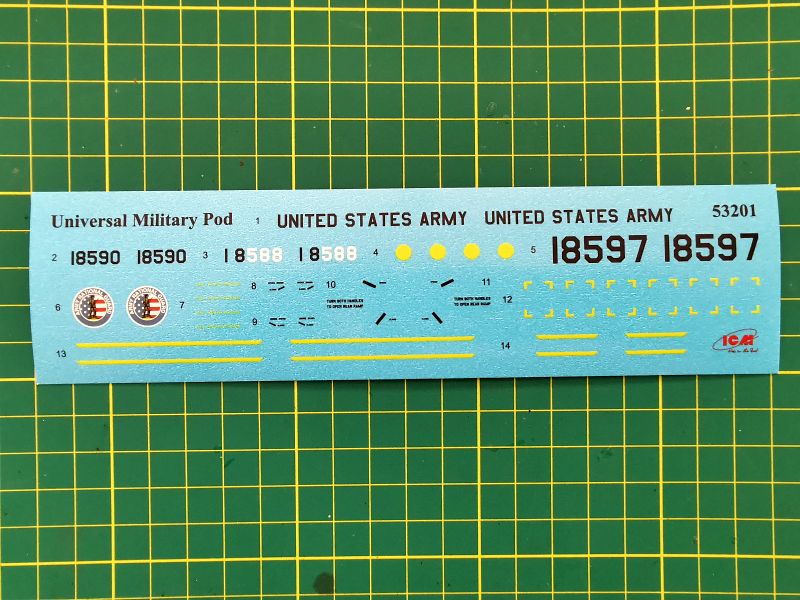 Universal Military Pod 1 UNITED STATES ARMY UNITED STATES ARMY 53201
2 18590 18590 3 18588 18588 4 5 18597 18597
6 7 8 10 11
TURN BOTH HANDLES TURN BOTH HANDLES 12
TO OPEN REAR RAMP TO OPEN REAR RAMP
9
13 14 ICM